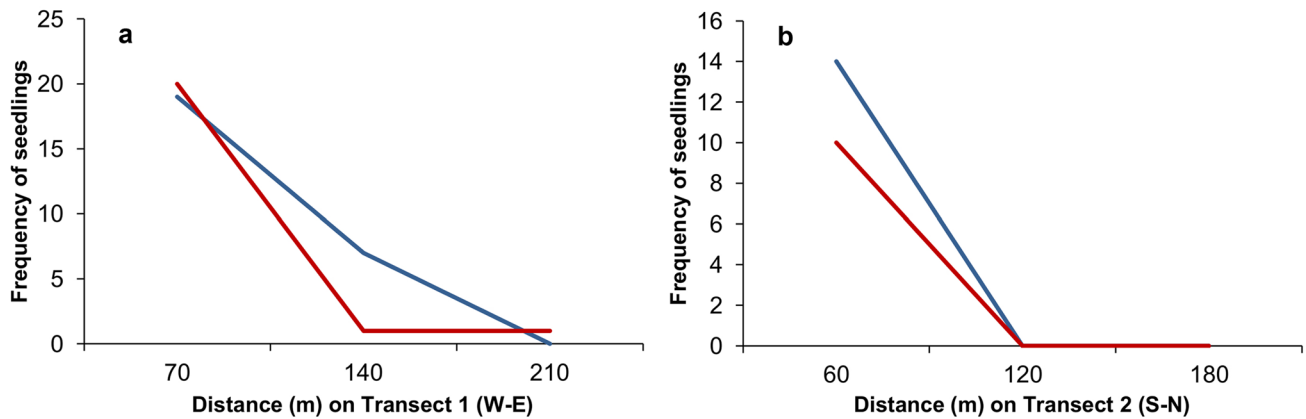 a
Frequency of seedlings
25
20
15
10
5
0
70 140 210
Distance (m) on Transect 1 (W-E)
b
Frequency of seedlings
16
14
12
10
8
6
4
2
0
60 120 180
Distance (m) on Transect 2 (S-N)